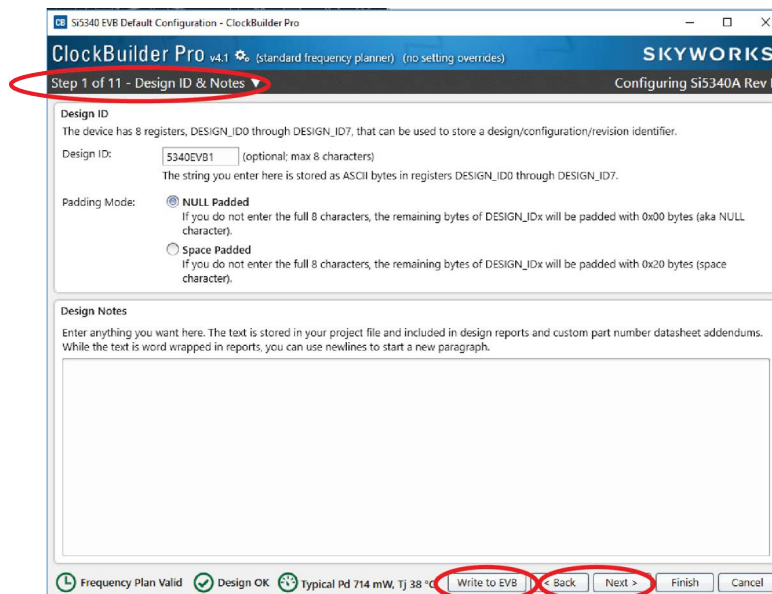 CB Si5340 EVB Default Configuration - ClockBuilder Pro
ClockBuilder Pro v4.1 (standard frequency planner) (no setting overrides) SKYWORKS
Step 1 of 11 - Design ID & Notes ▼ Configuring Si5340A Rev
Design ID
The device has 8 registers, DESIGN_ID0 through DESIGN_ID7, that can be used to store a design/configuration/revision identifier.
Design ID: 5340EVB1 (optional; max 8 characters)
The string you enter here is stored as ASCII bytes in registers DESIGN_ID0 through DESIGN_ID7.
Padding Mode: NULL Padded
If you do not enter the full 8 characters, the remaining bytes of DESIGN_IDx will be padded with 0x00 bytes (aka NULL
character).
Space Padded
If you do not enter the full 8 characters, the remaining bytes of DESIGN_IDx will be padded with 0x20 bytes (space
character).
Design Notes
Enter anything you want here. The text is stored in your project file and included in design reports and custom part number datasheet addendums.
While the text is word wrapped in reports, you can use newlines to start a new paragraph.
Frequency Plan Valid Design OK Typical Pd 714 mW, Tj 38 °C Write to EVB < Back Next > Finish Cancel